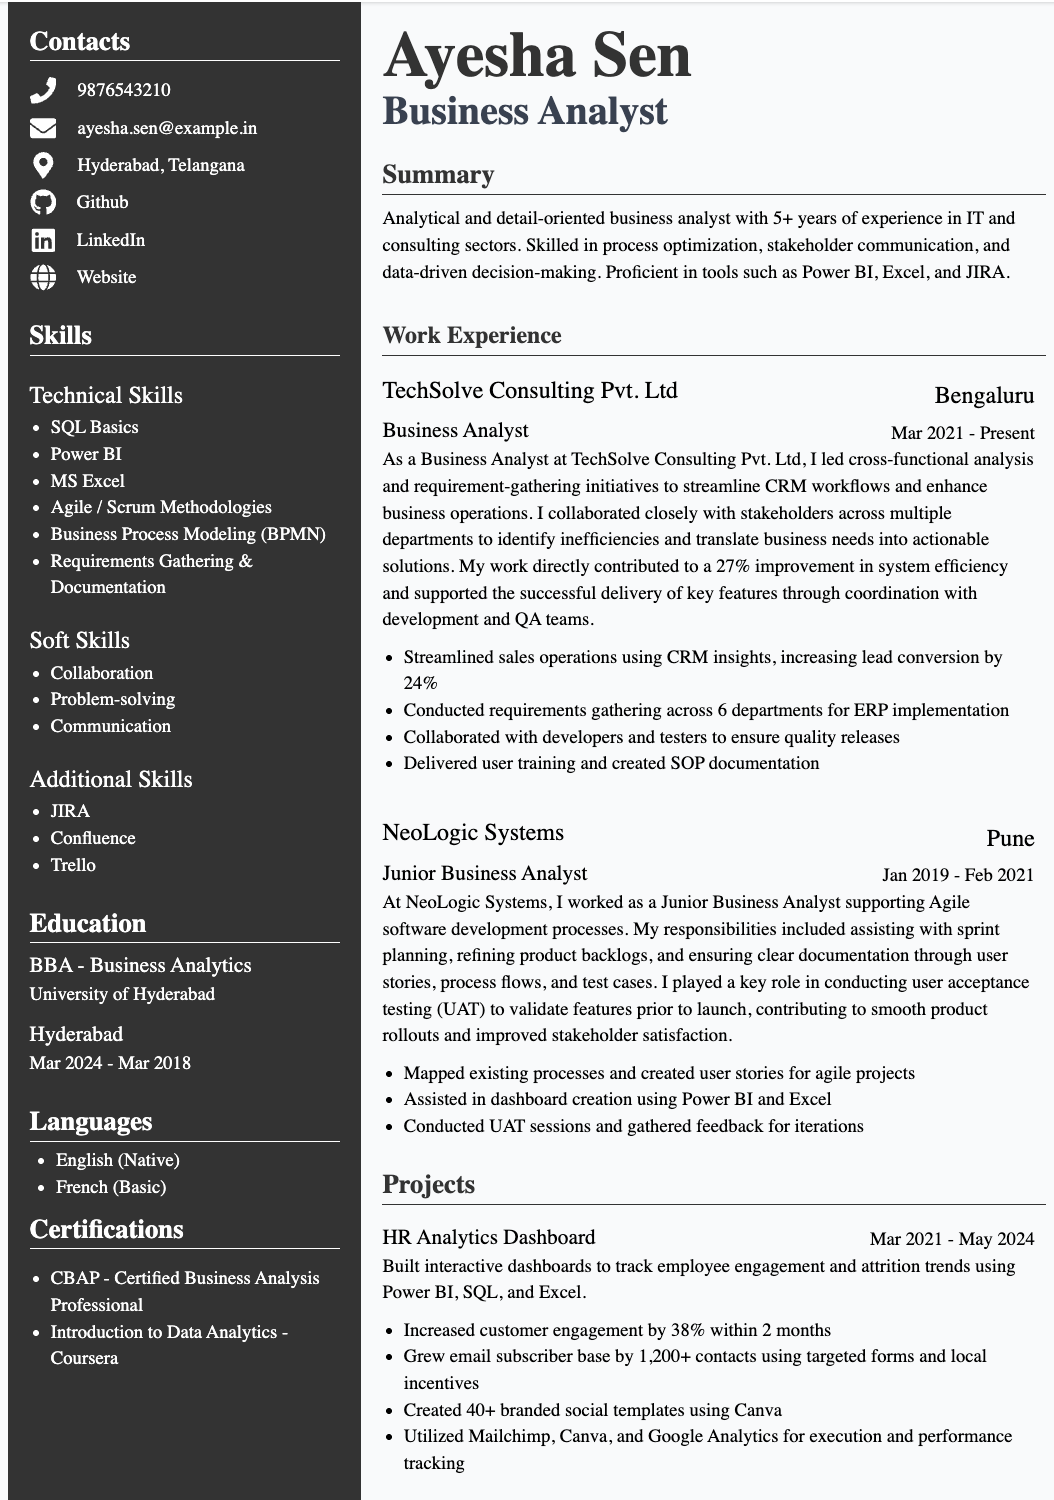 Contacts
9876543210
ayesha.sen@example.in
Hyderabad, Telangana
Github
LinkedIn
Website
Skills
Technical Skills
• SQL Basics
• Power BI
• MS Excel
• Agile / Scrum Methodologies
• Business Process Modeling (BPMN)
• Requirements Gathering &
Documentation
Soft Skills
• Collaboration
• Problem-solving
• Communication
Additional Skills
• JIRA
• Confluence
• Trello
Education
BBA - Business Analytics
University of Hyderabad
Hyderabad
Mar 2024 - Mar 2018
Languages
• English (Native)
• French (Basic)
Certifications
• CBAP - Certified Business Analysis
Professional
• Introduction to Data Analytics -
Coursera
Ayesha Sen
Business Analyst
Summary
Analytical and detail-oriented business analyst with 5+ years of experience in IT and
consulting sectors. Skilled in process optimization, stakeholder communication, and
data-driven decision-making. Proficient in tools such as Power BI, Excel, and JIRA.
Work Experience
TechSolve Consulting Pvt. Ltd Bengaluru
Business Analyst Mar 2021 - Present
As a Business Analyst at TechSolve Consulting Pvt. Ltd, I led cross-functional analysis
and requirement-gathering initiatives to streamline CRM workflows and enhance
business operations. I collaborated closely with stakeholders across multiple
departments to identify inefficiencies and translate business needs into actionable
solutions. My work directly contributed to a 27% improvement in system efficiency
and supported the successful delivery of key features through coordination with
development and QA teams.
• Streamlined sales operations using CRM insights, increasing lead conversion by
24%
• Conducted requirements gathering across 6 departments for ERP implementation
• Collaborated with developers and testers to ensure quality releases
• Delivered user training and created SOP documentation
NeoLogic Systems Pune
Junior Business Analyst Jan 2019 - Feb 2021
At NeoLogic Systems, I worked as a Junior Business Analyst supporting Agile
software development processes. My responsibilities included assisting with sprint
planning, refining product backlogs, and ensuring clear documentation through user
stories, process flows, and test cases. I played a key role in conducting user acceptance
testing (UAT) to validate features prior to launch, contributing to smooth product
rollouts and improved stakeholder satisfaction.
• Mapped existing processes and created user stories for agile projects
• Assisted in dashboard creation using Power BI and Excel
• Conducted UAT sessions and gathered feedback for iterations
Projects
HR Analytics Dashboard Mar 2021 - May 2024
Built interactive dashboards to track employee engagement and attrition trends using
Power BI, SQL, and Excel.
• Increased customer engagement by 38% within 2 months
• Grew email subscriber base by 1,200+ contacts using targeted forms and local
incentives
• Created 40+ branded social templates using Canva
• Utilized Mailchimp, Canva, and Google Analytics for execution and performance
tracking